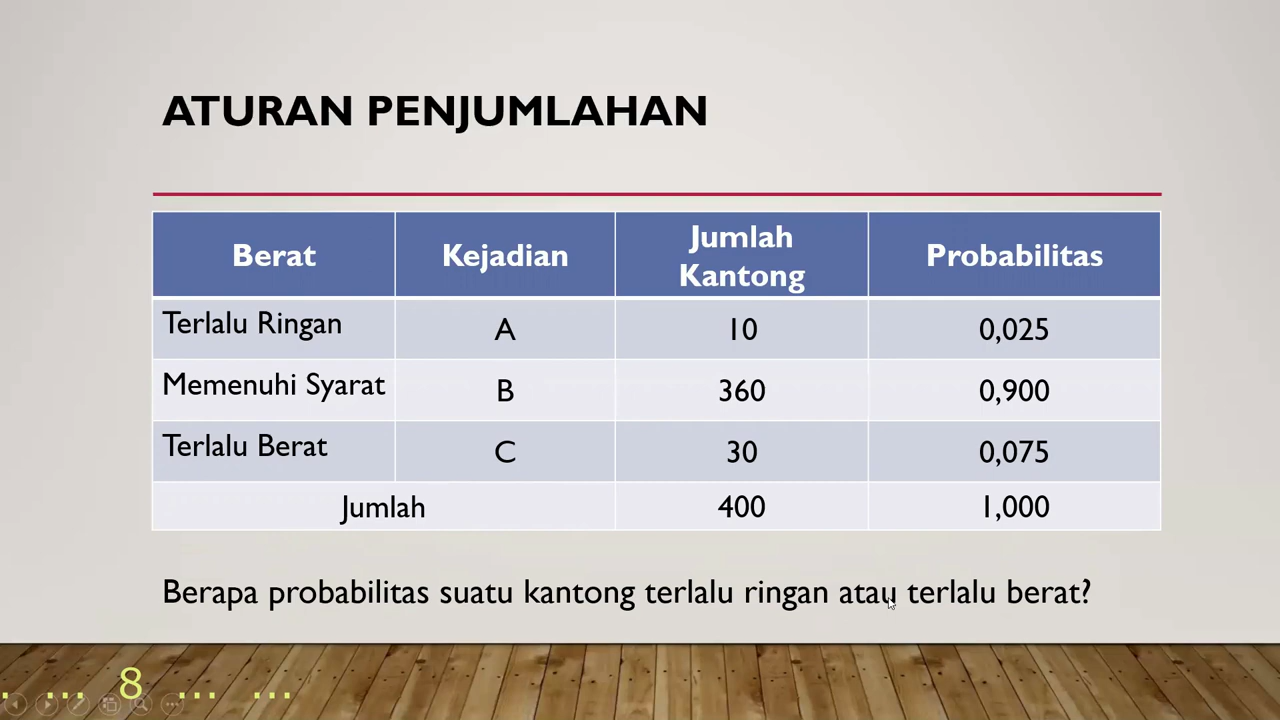 ATURAN PENJUMLAHAN
Berat Kejadian Jumlah Kantong Probabilitas
Terlalu Ringan A 10 0,025
Memenuhi Syarat B 360 0,900
Terlalu Berat C 30 0,075
Jumlah 400 1,000
Berapa probabilitas suatu kantong terlalu ringan atau terlalu berat?
. ... 8 ... ...